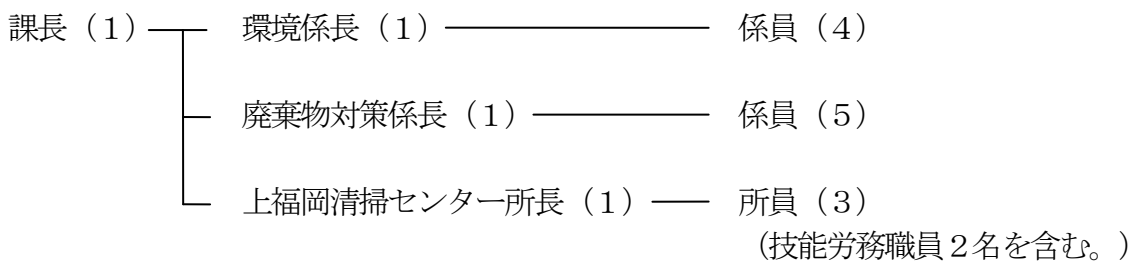 課長（１） 環境係長（１） 係員（４）
廃棄物対策係長（１） 係員（５）
上福岡清掃センター所長（１） 所員（３）
（技能労務職員２名を含む。）